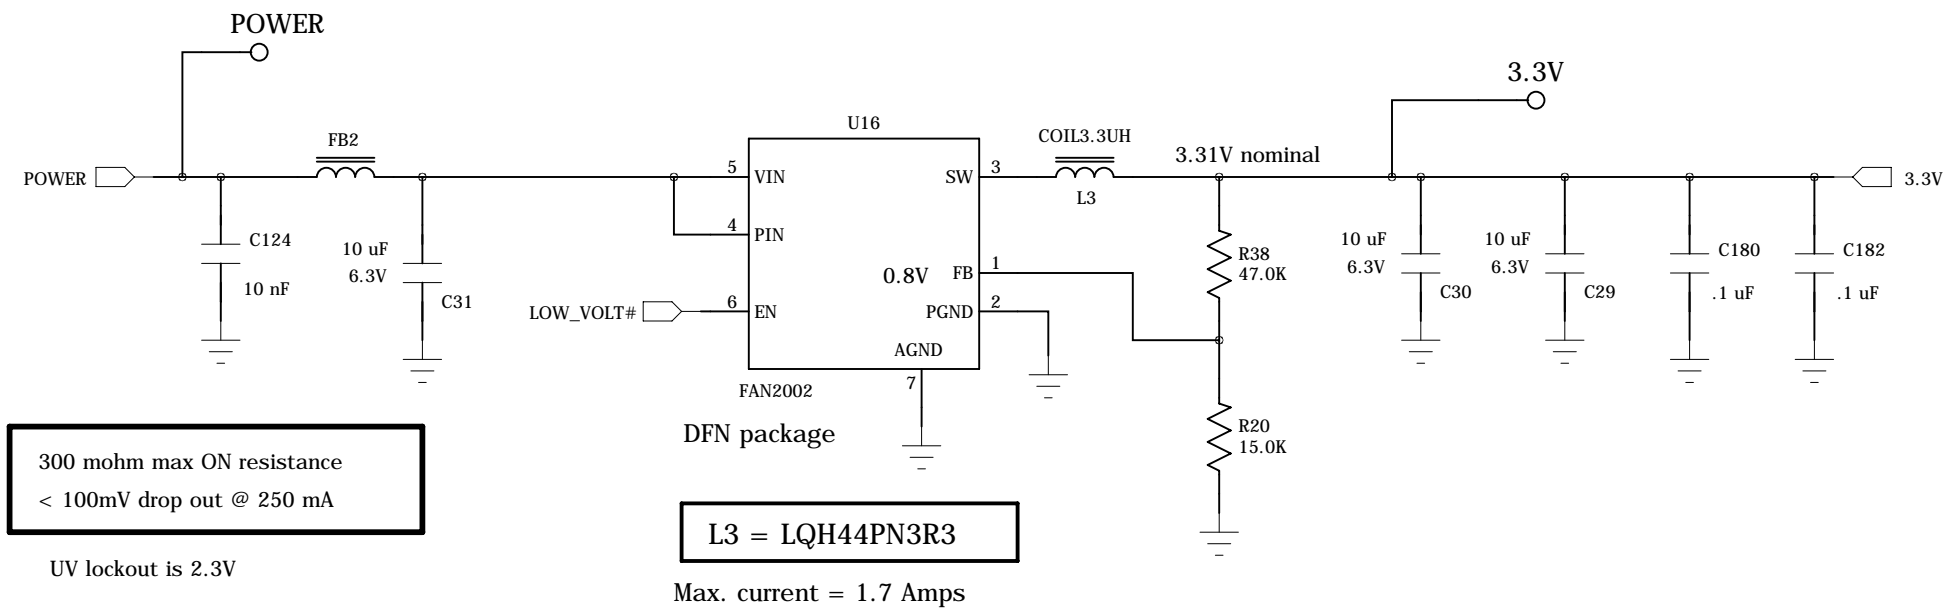 POWER
3.3V
U16
FB2
COIL3.3UH
3.31V nominal
POWER
5
VIN
SW
3
L3
3.3V
4
PIN
C124
10 nF
10 uF
6.3V
C31
0.8V
FB
1
R38
47.0K
10 uF
6.3V
C30
10 uF
6.3V
C29
C180
.1 uF
C182
.1 uF
LOW_VOLT#
6
EN
PGND
2
AGND
7
FAN2002
DFN package
R20
15.0K
300 mohm max ON resistance
< 100mV drop out @ 250 mA
UV lockout is 2.3V
L3 = LQH44PN3R3
Max. current = 1.7 Amps